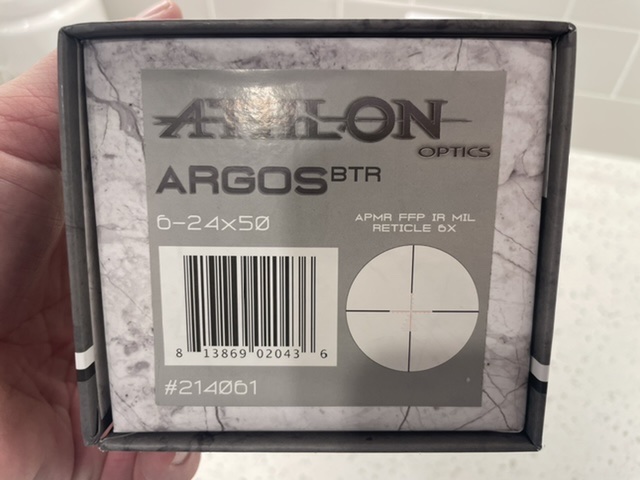 ATHLON
OPTICS
ARGOS BTR
6-24x50
APMR FFP IR MIL
RETICLE 6X
8 13869 02043 6
#214061